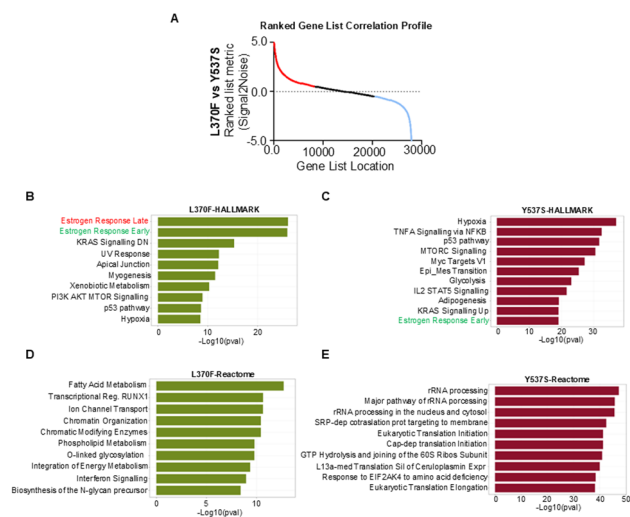 A
Ranked Gene List Correlation Profile
L370F vs Y537S
Ranked list metric
(Signal2Noise)
5.0
0.0
-5.0
0.0
10000
20000
30000
Gene List Location
B
L370F-HALLMARK
Estrogen Response Late
Estrogen Response Early
KRAS Signalling DN
UV Response
Apical Junction
Myogenesis
Xenobiotic Metabolism
PI3K AKT MTOR Signalling
p53 pathway
Hypoxia
0
10
20
-Log10(pval)
C
Y537S-HALLMARK
Hypoxia
TNFA Signalling via NFKB
p53 pathway
MTORC Signalling
Myc Targets V1
Epi_Mes Transition
Glycolysis
IL2 STAT5 Signalling
Adipogenesis
KRAS Signalling Up
Estrogen Response Early
0
10
20
30
-Log10(pval)
D
L370F-Reactome
Fatty Acid Metabolism
Transcriptional Reg. RUNX1
Ion Channel Transport
Chromatin Organization
Chromatic Modifying Enzymes
Phospholipid Metabolism
O-linked glycosylation
Integration of Energy Metabolism
Interferon Signalling
Biosynthesis of the N-glycan precursor
0
5
10
-Log10(pval)
E
Y537S-Reactome
rRNA processing
Major pathway of rRNA porcessing
rRNA processing in the nucleus and cytosol
SRP-dep cotraslation prot targeting to membrane
Eukaryotic Translation Initiation
Cap-dep translation Initiation
GTP Hydrolysis and joining of the 60S Ribos Subunit
L13a-med Translation Sil of Ceruloplasmin Expr
Response to EIF2AK4 to amino acid deficiency
Eukaryotic Translation Elongation
0
10
20
30
40
50
-Log10(pval)